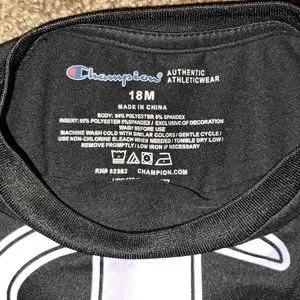 Champion
AUTHENTIC
ATHLETICWEAR
18M
MADE IN CHINA
BODY: 94% POLYESTER 6% SPANDEX
INSERT: 95% POLYESTER 5% SPANDEX / EXCLUSIVE OF DECORATION
WASH BEFORE USE
MACHINE WASH COLD WITH SIMILAR COLORS / GENTLE CYCLE /
USE NON-CHLORINE BLEACH WHEN NEEDED / TUMBLE DRY LOW /
REMOVE PROMPTLY / LOW IRON IF NECESSARY
RN# 82382 CHAMPION.COM